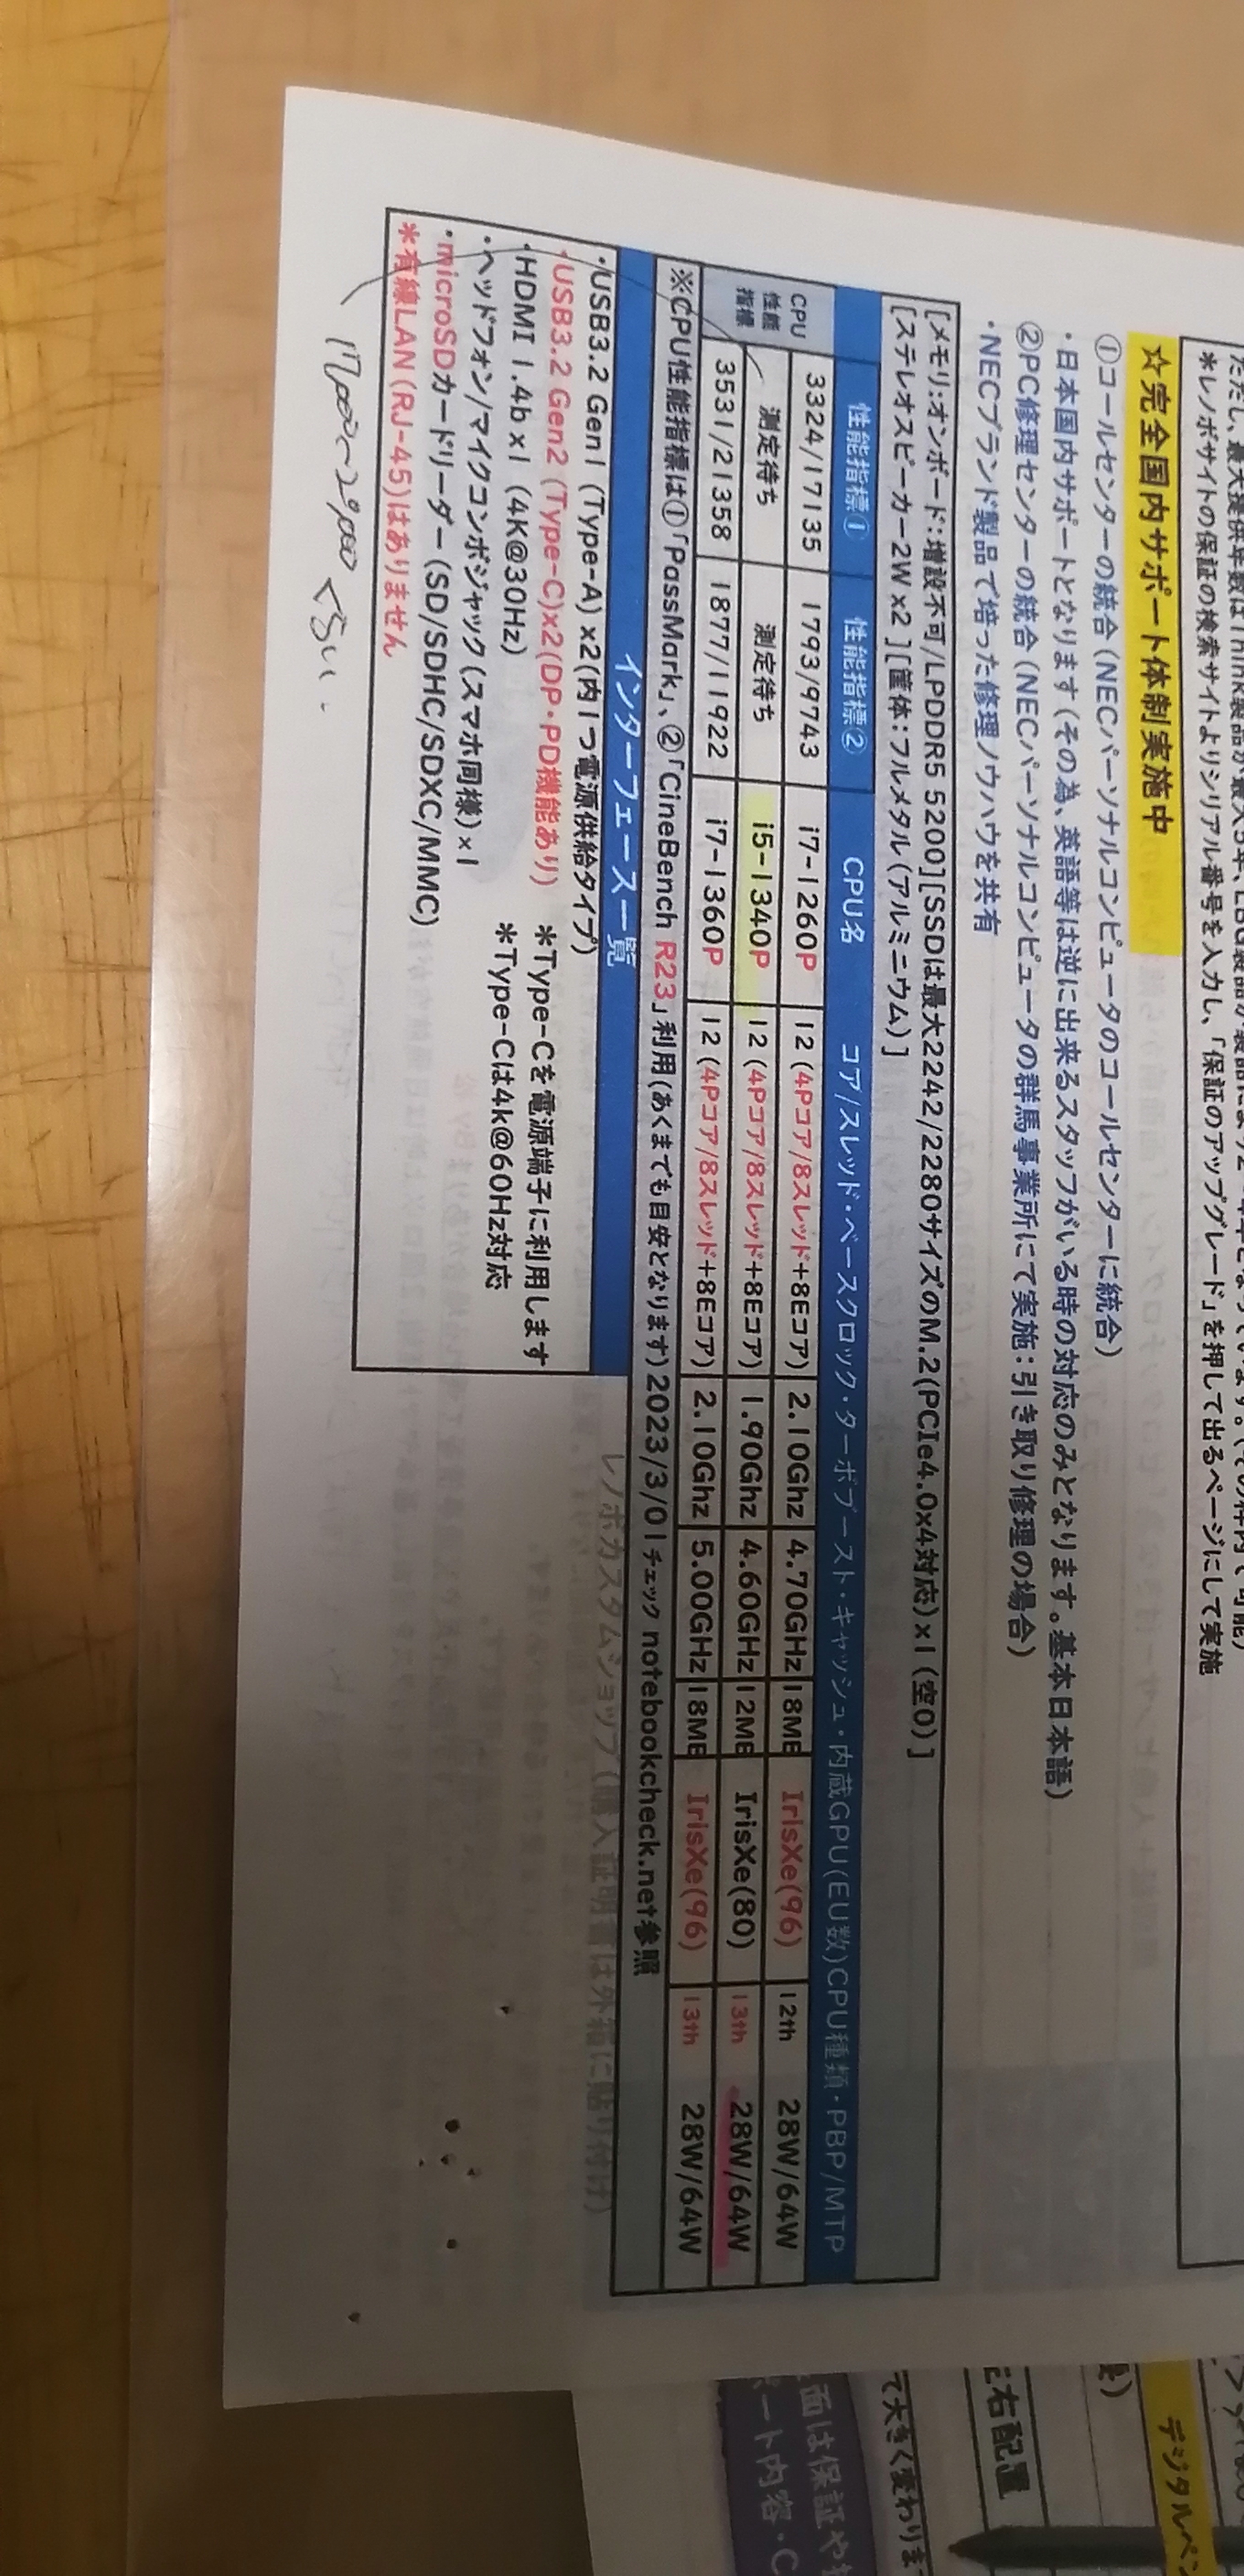 ただし、最大提供年数はThink製品が最大5年、
＊レノボサイトの保証の検索サイトよりシリアル番号を入力し、「保証のアップグレード」を押して出るページにして実施
☆完全国内サポート体制実施中
①コールセンターの統合(NECパーソナルコンピュータのコールセンターに統合)
・日本国内サポートとなります(その為、英語等は逆に出来るスタッフがいる時の対応のみとなります。基本日本語)
②PC修理センターの統合(NECパーソナルコンピュータの群馬事業所にて実施:引き取り修理の場合)
・NECブランド製品で培った修理ノウハウを共有
[メモリ:オンボード:増設不可/LPDDR5 5200][SSDは最大2242/2280サイズのM.2(PCIe4.0x4対応)x1(空0)]
[ステレオスピーカー2Wx2][筐体:フルメタル(アルミニウム)]
性能指標① 性能指標② CPU名 コア/スレッド・ベースクロック・ターボブースト・キャッシュ・内蔵GPU(EU数)CPU種類・PBP/MTP
CPU性能指標
3324/17135 1793/9743 i7-1260P 12(4Pコア/8スレッド+8Eコア) 2.10Ghz 4.70GHz 18MB IrisXe(96) 12th 28W/64W
測定待ち 測定待ち i5-1340P 12(4Pコア/8スレッド+8Eコア) 1.90Ghz 4.60GHz 12MB IrisXe(80) 13th 28W/64W
3531/21358 1877/11922 i7-1360P 12(4Pコア/8スレッド+8Eコア) 2.10Ghz 5.00GHz 18MB IrisXe(96) 13th 28W/64W
※CPU性能指標は①「PassMark」、②「CineBench R23」利用(あくまでも目安となります)2023/3/01チェック notebookcheck.net参照
インターフェース一覧
・USB3.2 Gen1 (Type-A) x2(内1つ電源供給タイプ)
・USB3.2 Gen2 (Type-C)x2(DP・PD機能あり) ＊Type-Cを電源端子に利用します
・HDMI 1.4b x1 (4K@30Hz) ＊Type-Cは4k@60Hz対応
・ヘッドフォン/マイクコンボジャック(スマホ同様)×1
・microSDカードリーダー(SD/SDHC/SDXC/MMC)
＊有線LAN(RJ-45)はありません
レノボカスタムショップ(購入証明書は外箱に貼り付け)
17000〜2000 くらい.
て大きく変わりま
に右配置
デジタルペン
面は保証や
ート内容・C